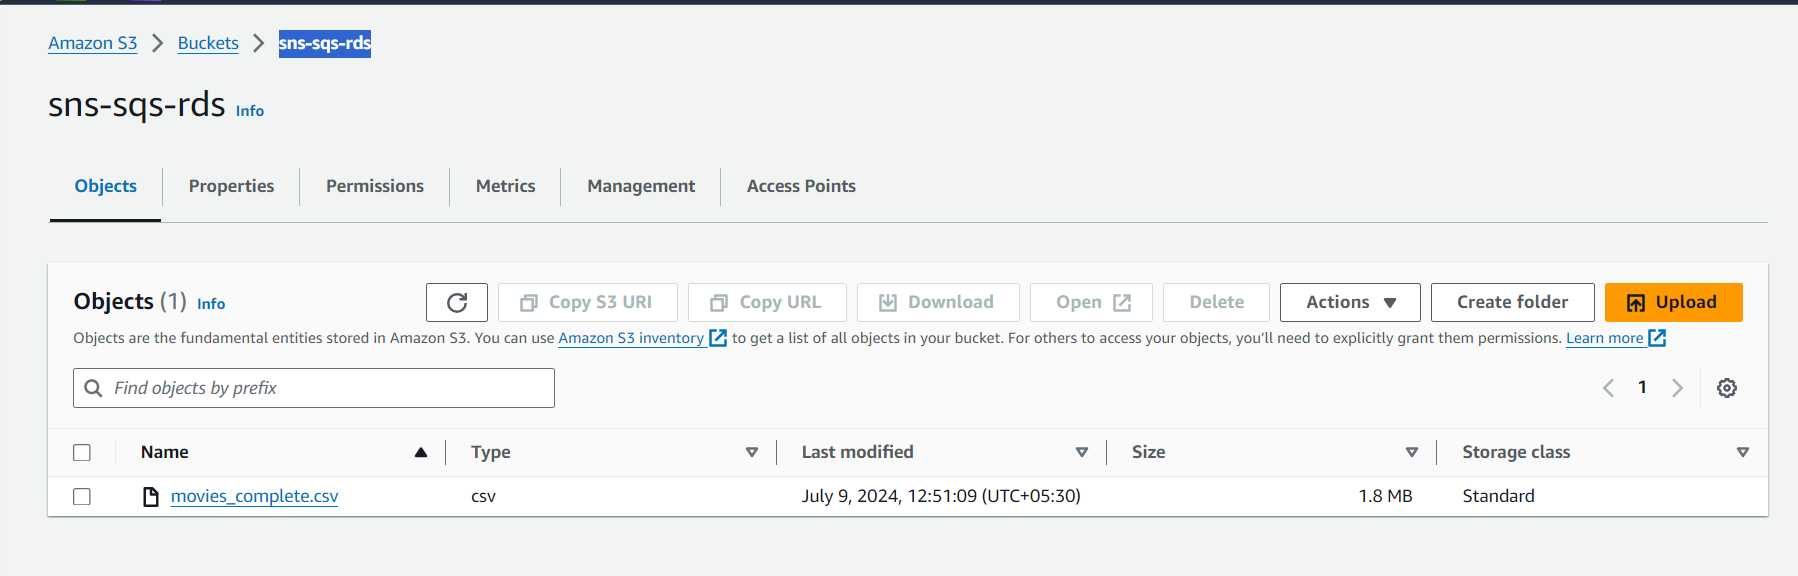 Amazon S3 > Buckets > sns-sqs-rds
sns-sqs-rds Info
Objects Properties Permissions Metrics Management Access Points
Objects (1) Info Copy S3 URI Copy URL Download Open Delete Actions Create folder Upload
Objects are the fundamental entities stored in Amazon S3. You can use Amazon S3 inventory to get a list of all objects in your bucket. For others to access your objects, you’ll need to explicitly grant them permissions. Learn more
Find objects by prefix 1
Name Type Last modified Size Storage class
movies_complete.csv csv July 9, 2024, 12:51:09 (UTC+05:30) 1.8 MB Standard